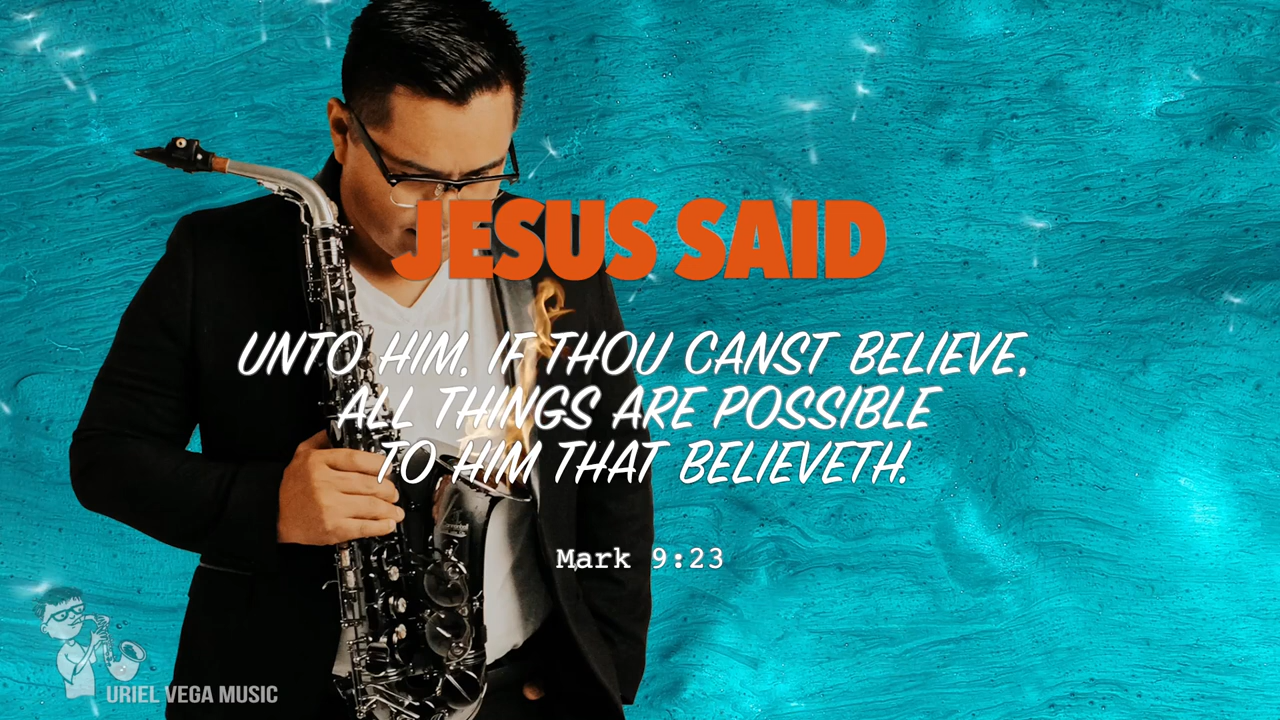 JESUS SAID
UNTO HIM, IF THOU CANST BELIEVE,
ALL THINGS ARE POSSIBLE
TO HIM THAT BELIEVETH.
Mark 9:23
URIEL VEGA MUSIC